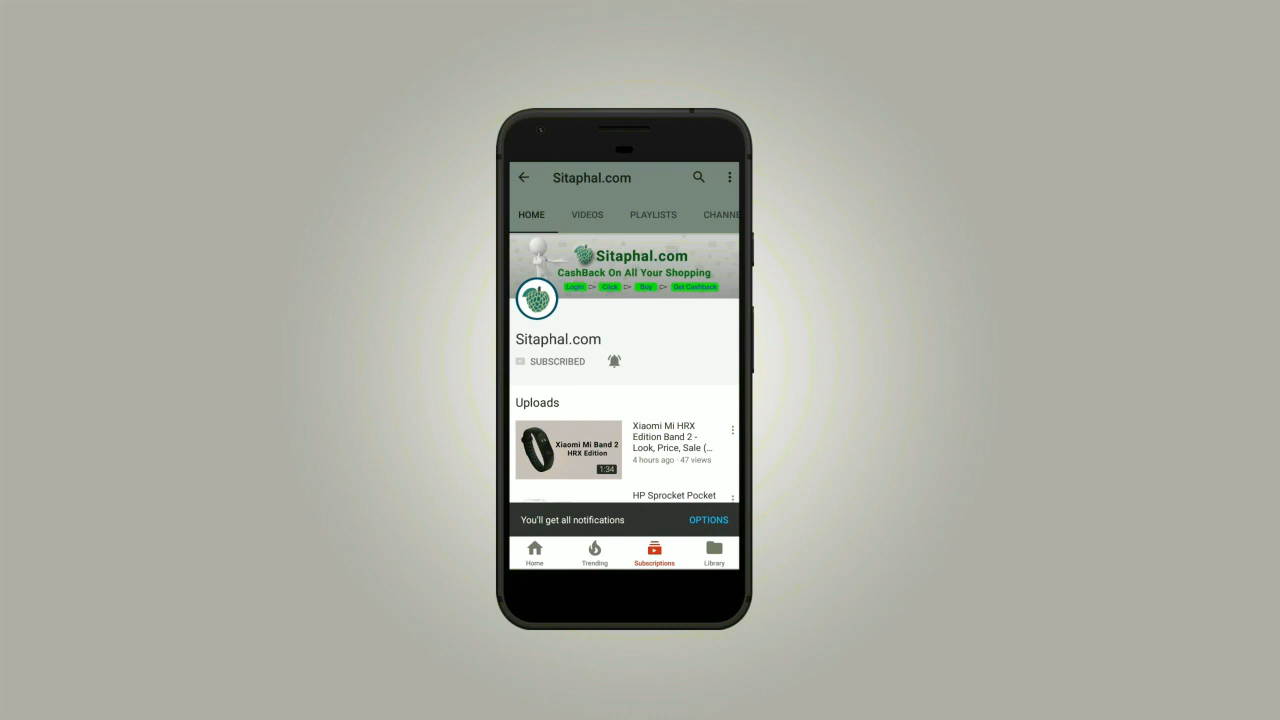 Sitaphal.com
HOME VIDEOS PLAYLISTS CHANNE
Sitaphal.com
CashBack On All Your Shopping
Login Click Buy Get Cashback
Sitaphal.com
SUBSCRIBED
Uploads
Xiaomi Mi Band 2
HRX Edition
1:34
Xiaomi Mi HRX
Edition Band 2 -
Look, Price, Sale (...
4 hours ago · 47 views
HP Sprocket Pocket
You'll get all notifications OPTIONS
Home Trending Subscriptions Library